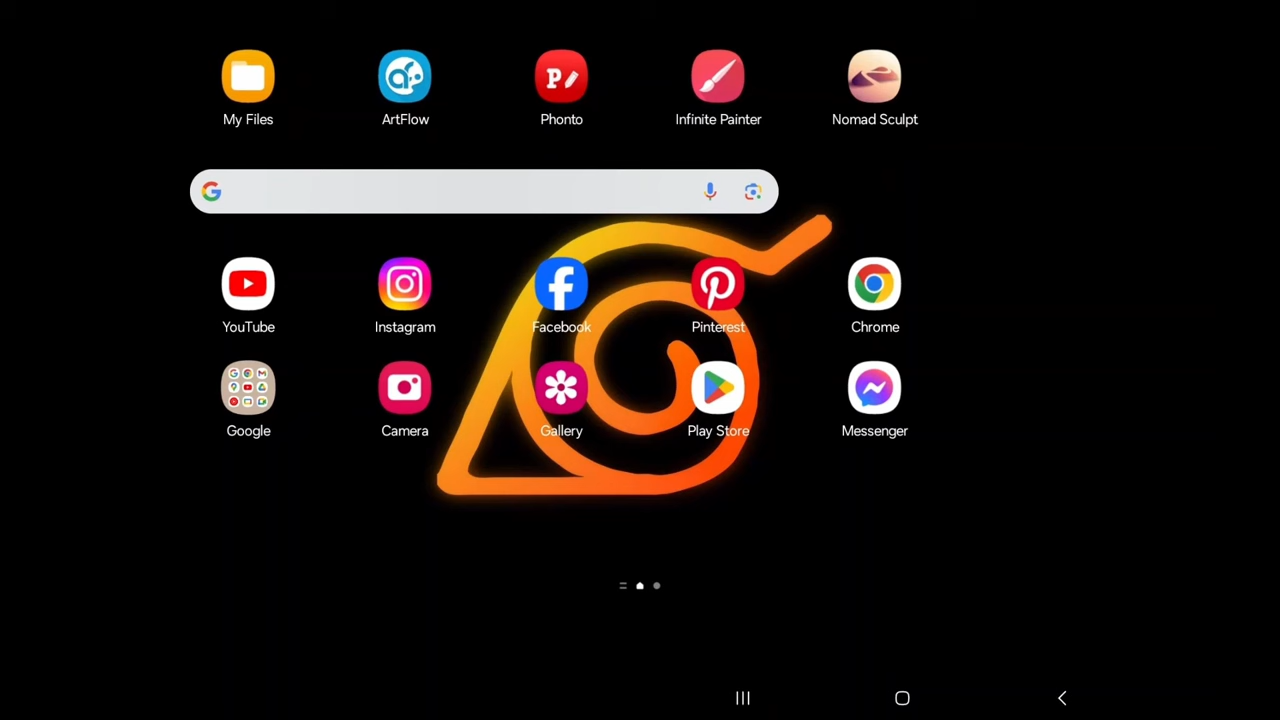 My Files
ArtFlow
Phonto
Infinite Painter
Nomad Sculpt
YouTube
Instagram
Facebook
Pinterest
Chrome
Google
Camera
Gallery
Play Store
Messenger